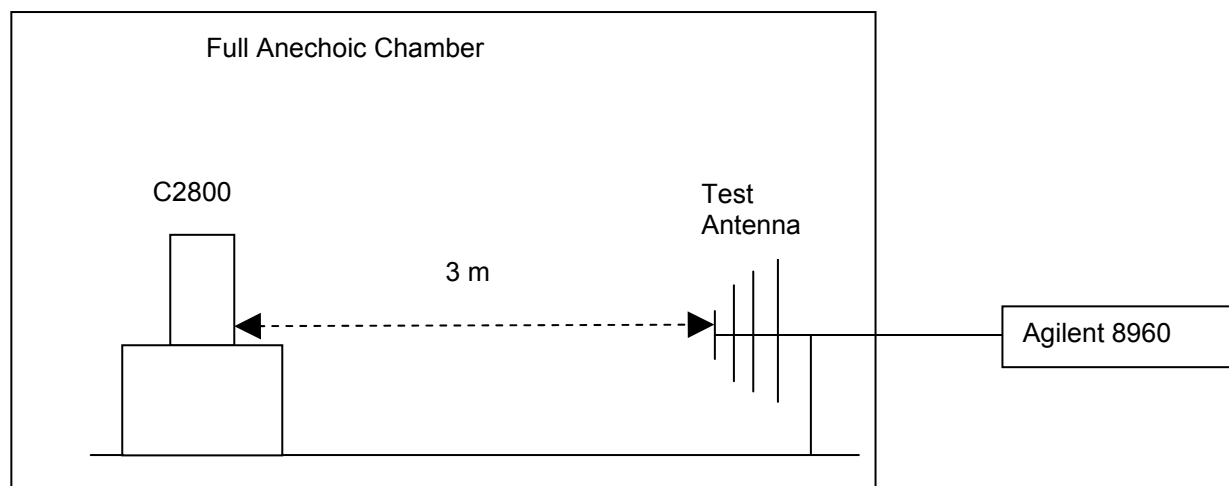 Full Anechoic Chamber
C2800
Test
Antenna
3 m
Agilent 8960